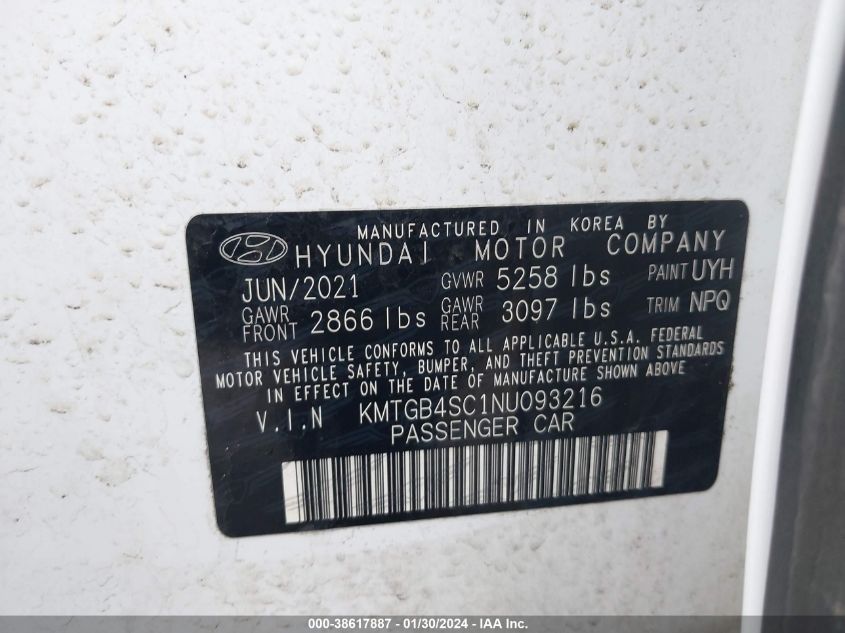 MANUFACTURED IN KOREA BY
HYUNDAI MOTOR COMPANY
JUN/2021 GVWR 5258 lbs PAINT UYH
GAWR FRONT 2866 lbs GAWR REAR 3097 lbs TRIM NPQ
THIS VEHICLE CONFORMS TO ALL APPLICABLE U.S.A. FEDERAL
MOTOR VEHICLE SAFETY, BUMPER, AND THEFT PREVENTION STANDARDS
IN EFFECT ON THE DATE OF MANUFACTURE
V.I.N KMTGB4SC1NU093216
PASSENGER CAR
000-38617887 - 01/30/2024 - IAA Inc.